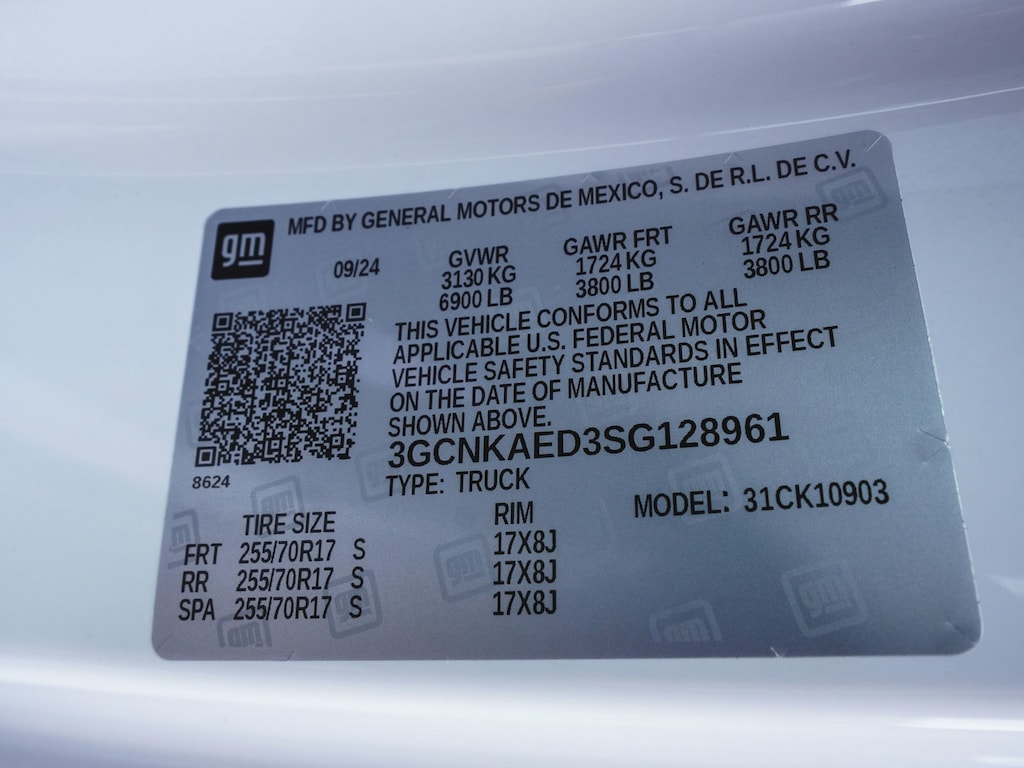 gm
MFD BY GENERAL MOTORS DE MEXICO, S. DE R.L. DE C.V.
09/24 GVWR GAWR FRT GAWR RR
3130 KG 1724 KG 1724 KG
6900 LB 3800 LB 3800 LB
THIS VEHICLE CONFORMS TO ALL
APPLICABLE U.S. FEDERAL MOTOR
VEHICLE SAFETY STANDARDS IN EFFECT
ON THE DATE OF MANUFACTURE
SHOWN ABOVE.
3GCNKAED3SG128961
8624
TYPE: TRUCK
MODEL: 31CK10903
TIRE SIZE RIM
FRT 255/70R17 S 17X8J
RR 255/70R17 S 17X8J
SPA 255/70R17 S 17X8J